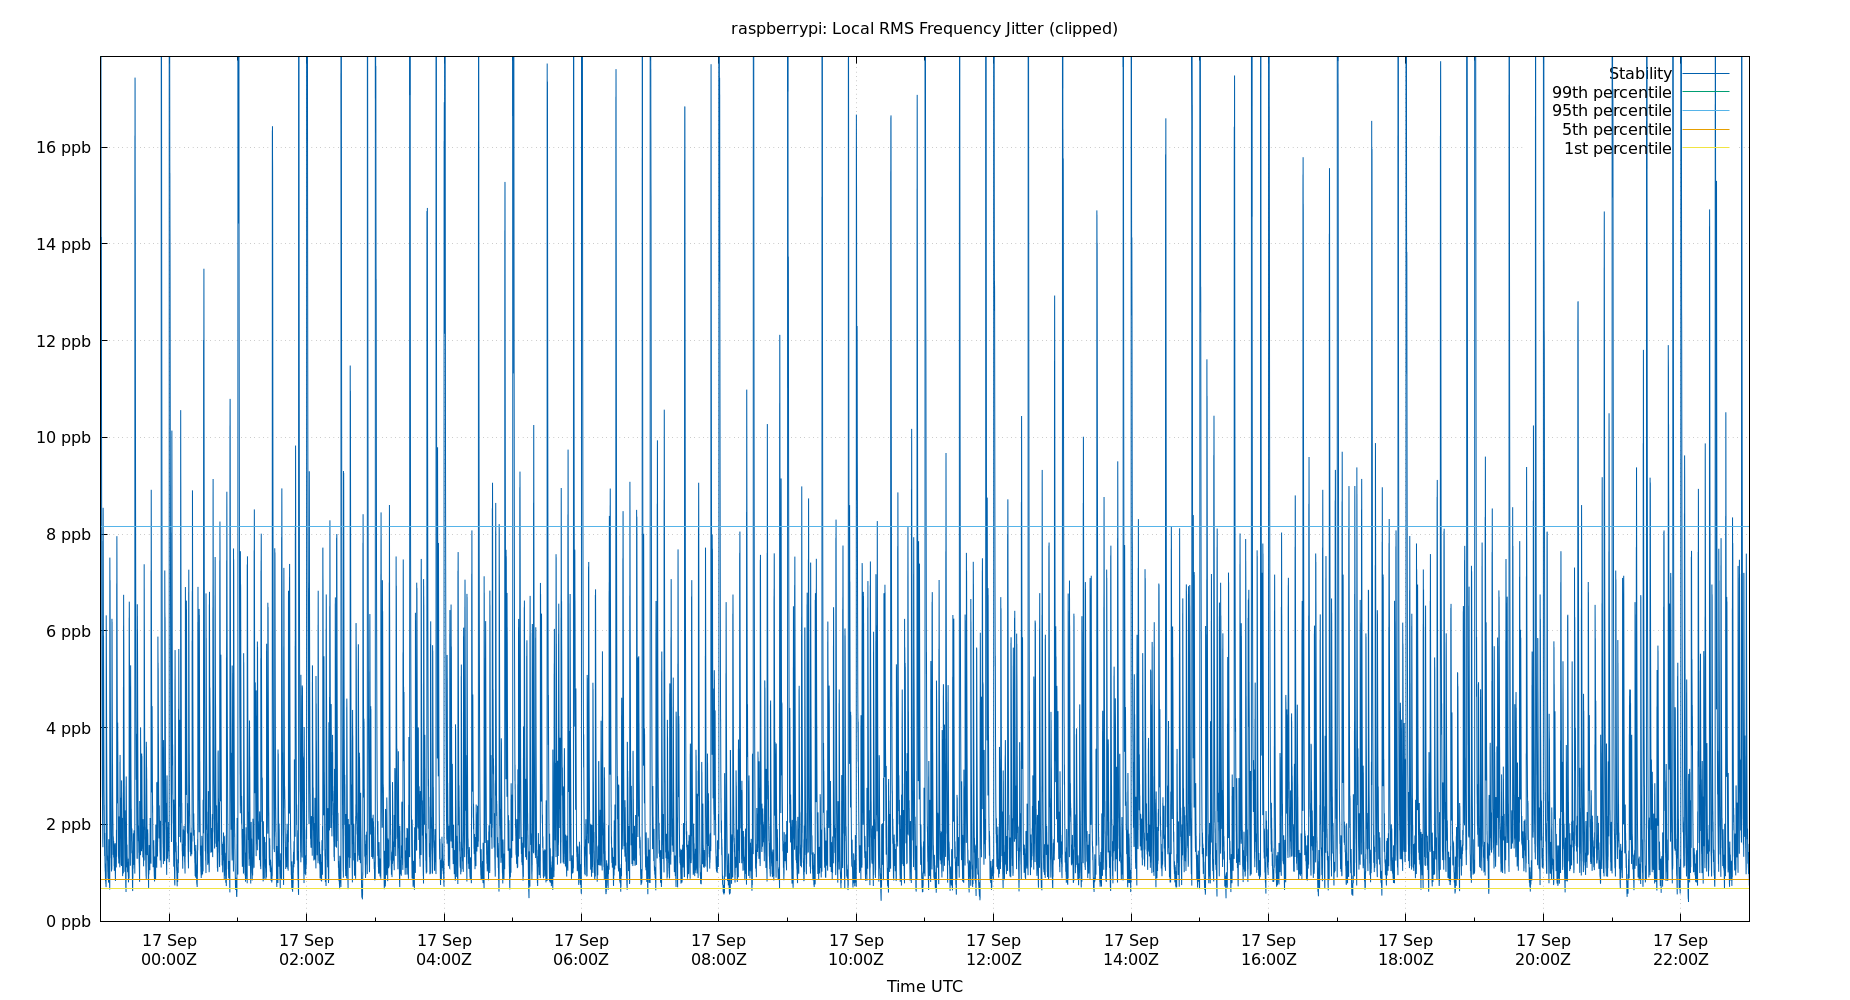 raspberrypi: Local RMS Frequency Jitter (clipped)
Stability
99th percentile
95th percentile
5th percentile
1st percentile
16 ppb
14 ppb
12 ppb
10 ppb
8 ppb
6 ppb
4 ppb
2 ppb
0 ppb
17 Sep 17 Sep 17 Sep 17 Sep 17 Sep 17 Sep 17 Sep 17 Sep 17 Sep 17 Sep 17 Sep 17 Sep
00:00Z 02:00Z 04:00Z 06:00Z 08:00Z 10:00Z 12:00Z 14:00Z 16:00Z 18:00Z 20:00Z 22:00Z
Time UTC